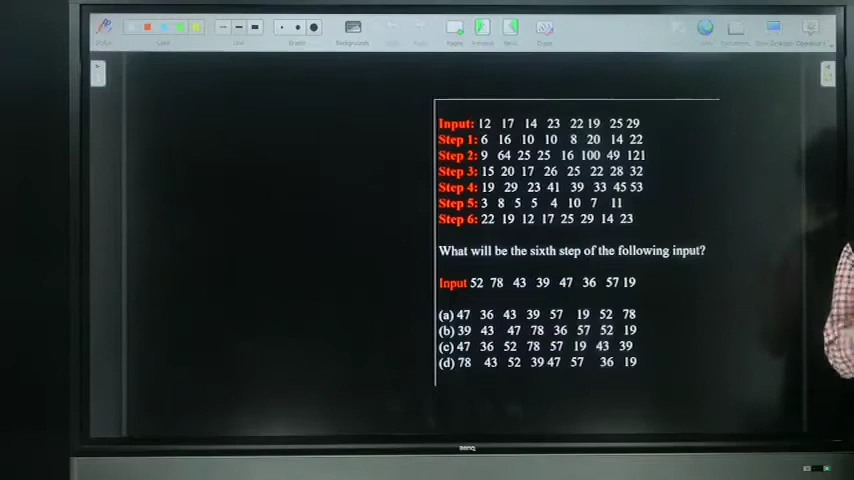 Input: 12 17 14 23 22 19 25 29
Step 1: 6 16 10 10 8 20 14 22
Step 2: 9 64 25 25 16 100 49 121
Step 3: 15 20 17 26 25 22 28 32
Step 4: 19 29 23 41 39 33 45 53
Step 5: 3 8 5 5 4 10 7 11
Step 6: 22 19 12 17 25 29 14 23
What will be the sixth step of the following input?
Input 52 78 43 39 47 36 57 19
(a) 47 36 43 39 57 19 52 78
(b) 39 43 47 78 36 57 52 19
(c) 47 36 52 78 57 19 43 39
(d) 78 43 52 39 47 57 36 19
BenQ